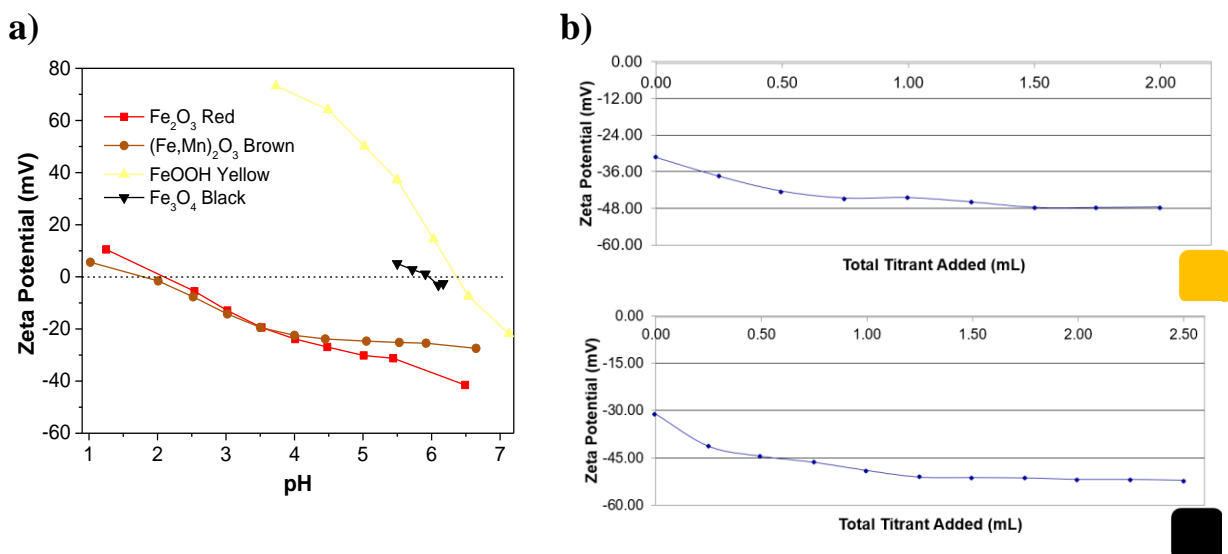 a)
Zeta Potential (mV)
80
60
40
20
0
-20
-40
-60
Fe₂O₃ Red
(Fe,Mn)₂O₃ Brown
FeOOH Yellow
Fe₃O₄ Black
1 2 3 4 5 6 7
pH
b)
Zeta Potential (mV)
0.00
-12.00
-24.00
-36.00
-48.00
-60.00
0.00 0.50 1.00 1.50 2.00
Total Titrant Added (mL)
Zeta Potential (mV)
0.00
-15.00
-30.00
-45.00
-60.00
0.00 0.50 1.00 1.50 2.00 2.50
Total Titrant Added (mL)